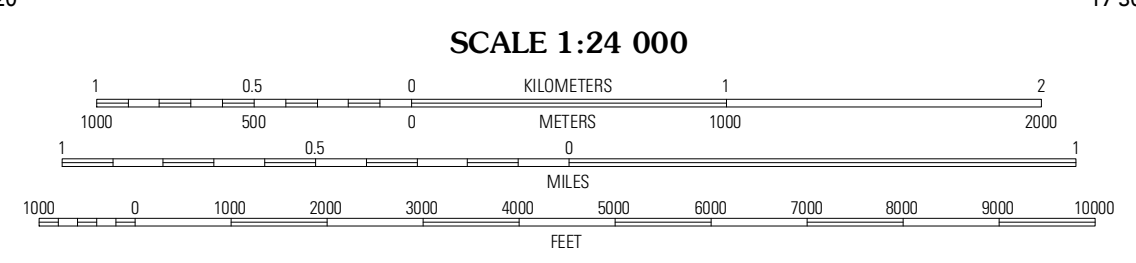 SCALE 1:24 000
1 0.5 0 KILOMETERS 1 2
1000 500 0 METERS 1000 2000
1 0.5 0 1
MILES
1000 0 1000 2000 3000 4000 5000 6000 7000 8000 9000 10000
FEET